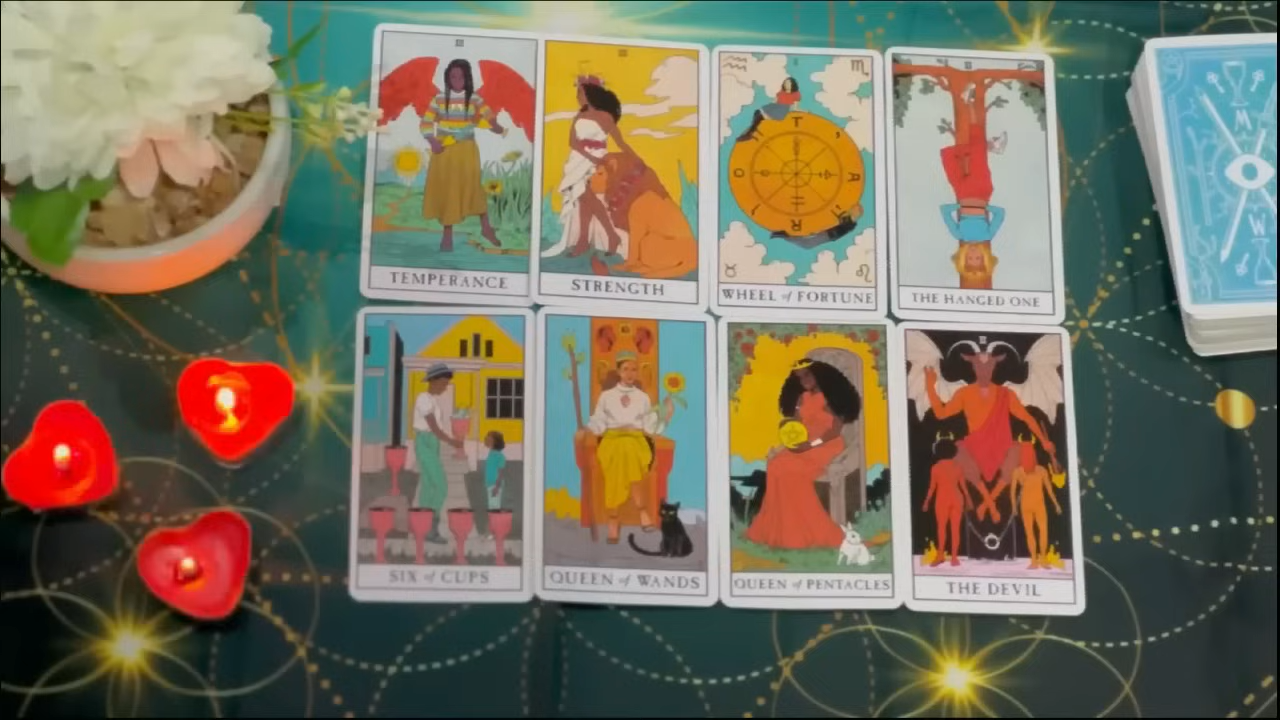 TEMPERANCE
STRENGTH
WHEEL of FORTUNE
THE HANGED ONE
SIX of CUPS
QUEEN of WANDS
QUEEN of PENTACLES
THE DEVIL
M
W
T
A
R
O